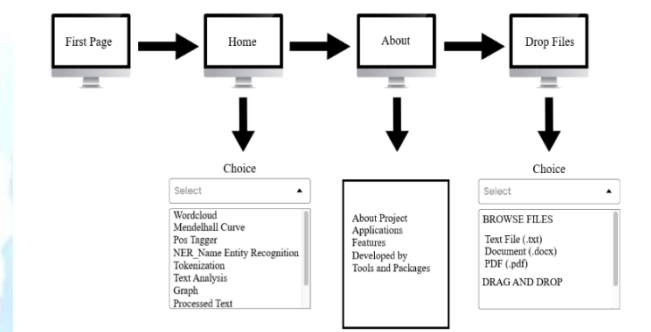 First Page
Home
About
Drop Files
Choice
Select
Wordcloud
Mendelhall Curve
Pos Tagger
NER_Name Entity Recognition
Tokenization
Text Analysis
Graph
Processed Text
About Project
Applications
Features
Developed by
Tools and Packages
Choice
Select
BROWSE FILES
Text File (.txt)
Document (.docx)
PDF (.pdf)
DRAG AND DROP